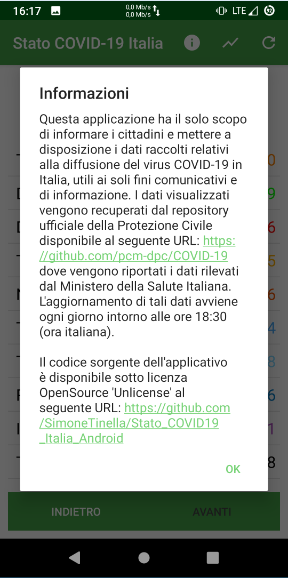 16:17
0,0 Mb/s
0,0 Mb/s
LTE
Stato COVID-19 Italia
Informazioni
Questa applicazione ha il solo scopo
di informare i cittadini e mettere a
disposizione i dati raccolti relativi
alla diffusione del virus COVID-19 in
Italia, utili ai soli fini comunicativi e
di informazione. I dati visualizzati
vengono recuperati dal repository
ufficiale della Protezione Civile
disponibile al seguente URL: https:
//github.com/pcm-dpc/COVID-19
dove vengono riportati i dati rilevati
dal Ministero della Salute Italiana.
L'aggiornamento di tali dati avviene
ogni giorno intorno alle ore 18:30
(ora italiana).
Il codice sorgente dell'applicativo
è disponibile sotto licenza
OpenSource 'Unlicense' al
seguente URL: https://github.com
/SimoneTinella/Stato_COVID19
_Italia_Android
OK
INDIETRO
AVANTI